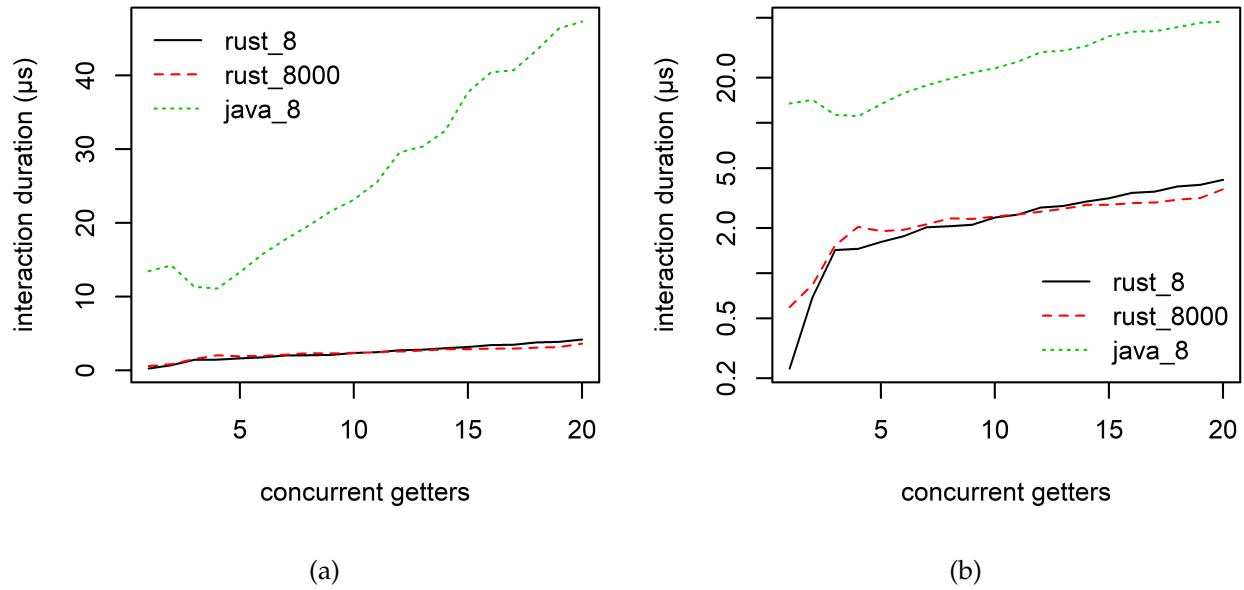 interaction duration (µs)
40
30
20
10
0
rust_8
rust_8000
java_8
5
10
15
20
concurrent getters
(a)
interaction duration (µs)
20.0
5.0
2.0
0.5
0.2
rust_8
rust_8000
java_8
5
10
15
20
concurrent getters
(b)